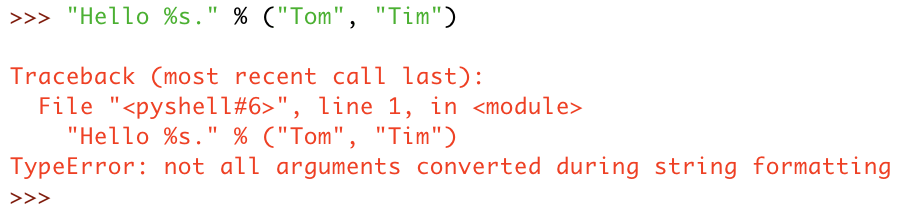 >>> "Hello %s." % ("Tom", "Tim")
Traceback (most recent call last):
  File "<pyshell#6>", line 1, in <module>
    "Hello %s." % ("Tom", "Tim")
TypeError: not all arguments converted during string formatting
>>>